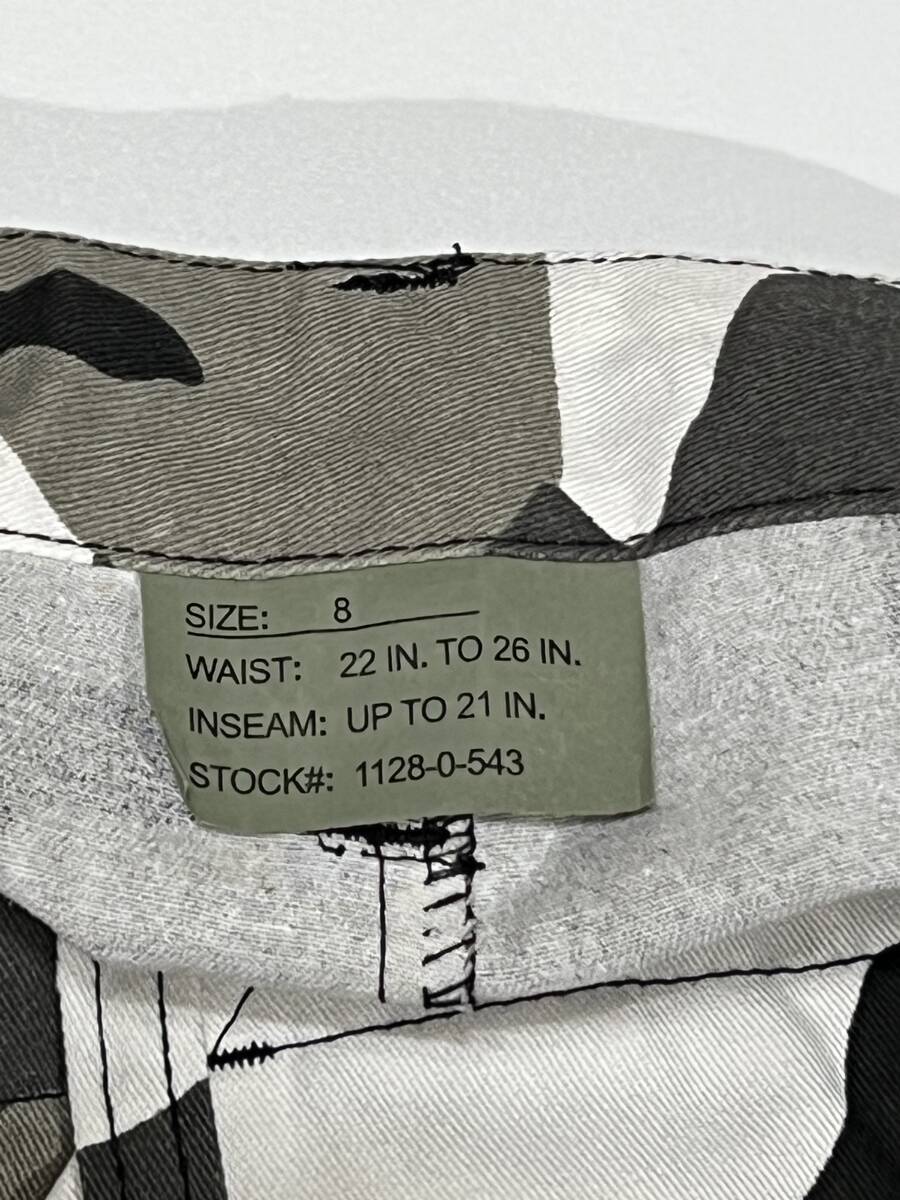 SIZE: 8
WAIST: 22 IN. TO 26 IN.
INSEAM: UP TO 21 IN.
STOCK#: 1128-0-543